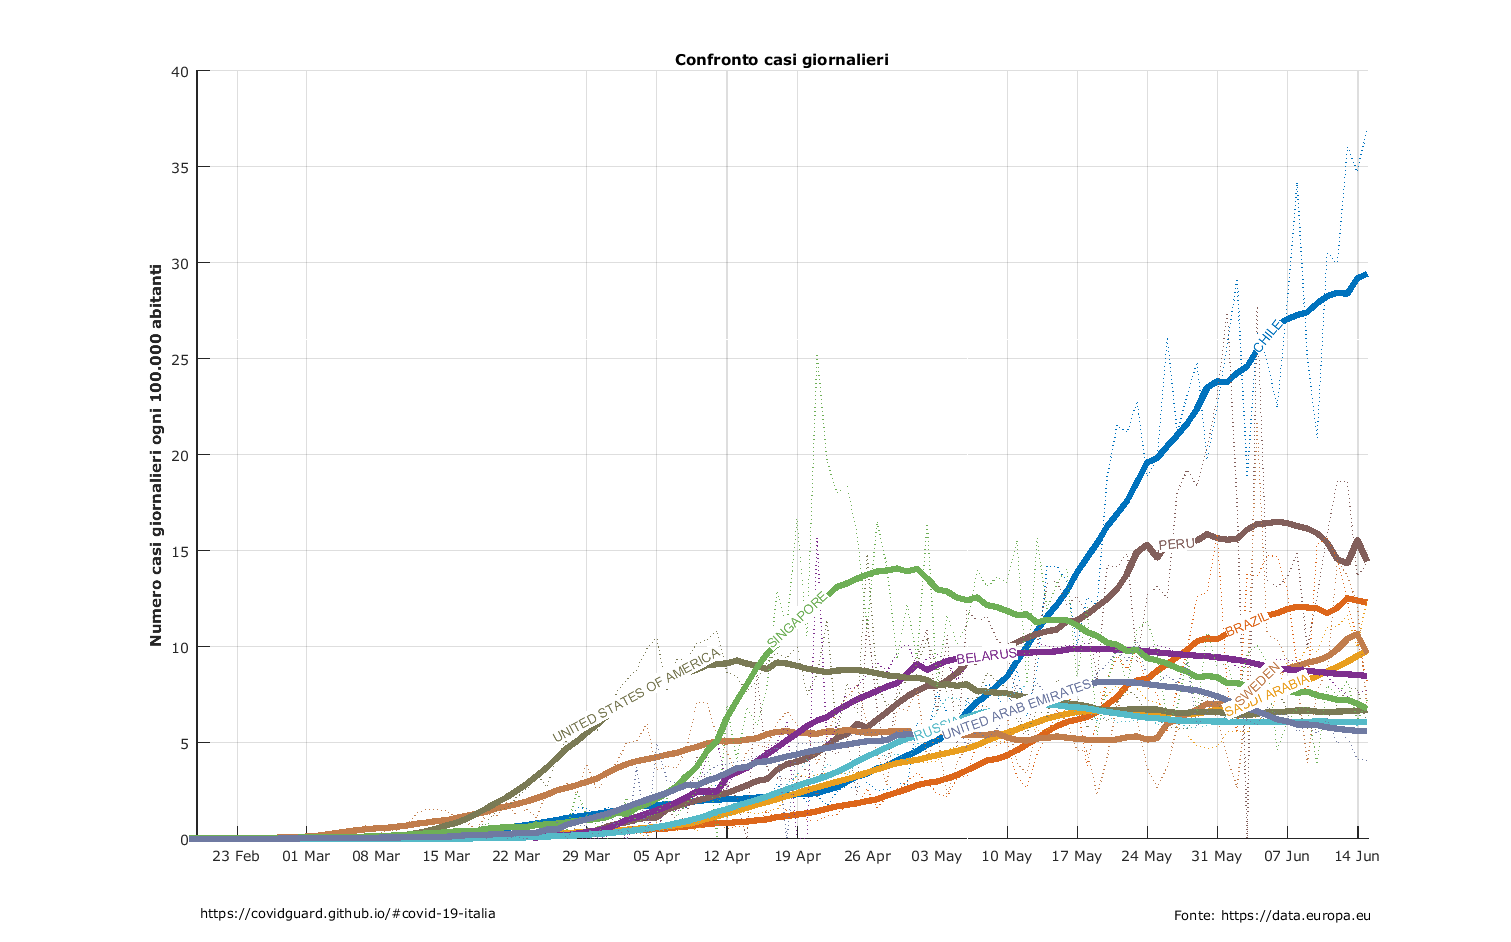 Confronto casi giornalieri
Numero casi giornalieri ogni 100.000 abitanti
40
35
30
25
20
15
10
5
0
CHILE
PERU
SINGAPORE
BRAZIL
UNITED STATES OF AMERICA
BELARUS
SWEDEN
SAUDI ARABIA
UNITED ARAB EMIRATES
RUSSIA
23 Feb 01 Mar 08 Mar 15 Mar 22 Mar 29 Mar 05 Apr 12 Apr 19 Apr 26 Apr 03 May 10 May 17 May 24 May 31 May 07 Jun 14 Jun
https://covidguard.github.io/#covid-19-italia
Fonte: https://data.europa.eu